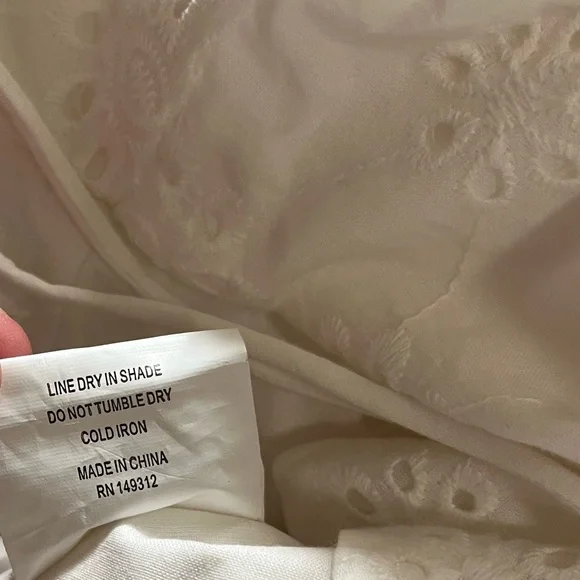 LINE DRY IN SHADE
DO NOT TUMBLE DRY
COLD IRON
MADE IN CHINA
RN 149312